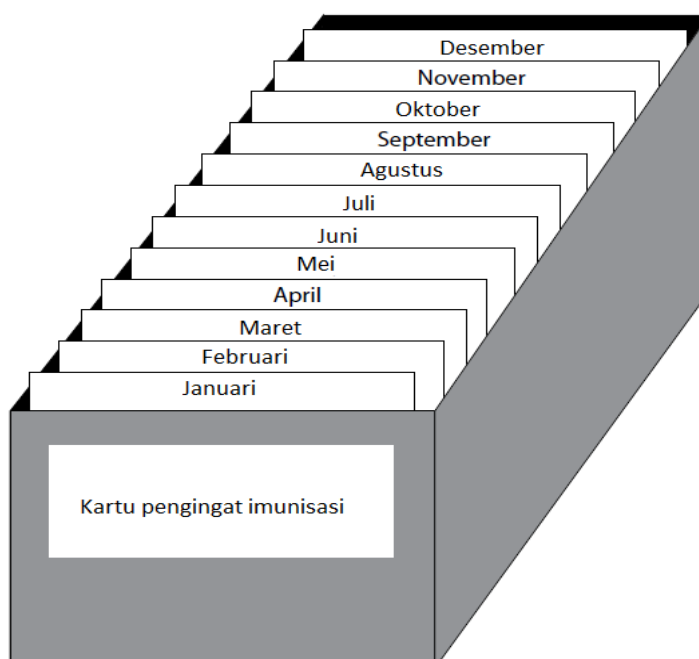 Desember
November
Oktober
September
Agustus
Juli
Juni
Mei
April
Maret
Februari
Januari
Kartu pengingat imunisasi